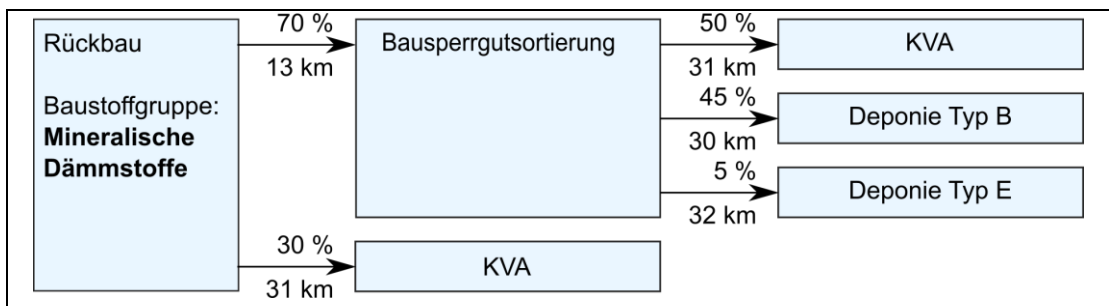 Rückbau
Baustoffgruppe:
Mineralische
Dämmstoffe
70 %
13 km
Bausperrgutsortierung
50 %
31 km
KVA
45 %
30 km
Deponie Typ B
5 %
32 km
Deponie Typ E
30 %
31 km
KVA